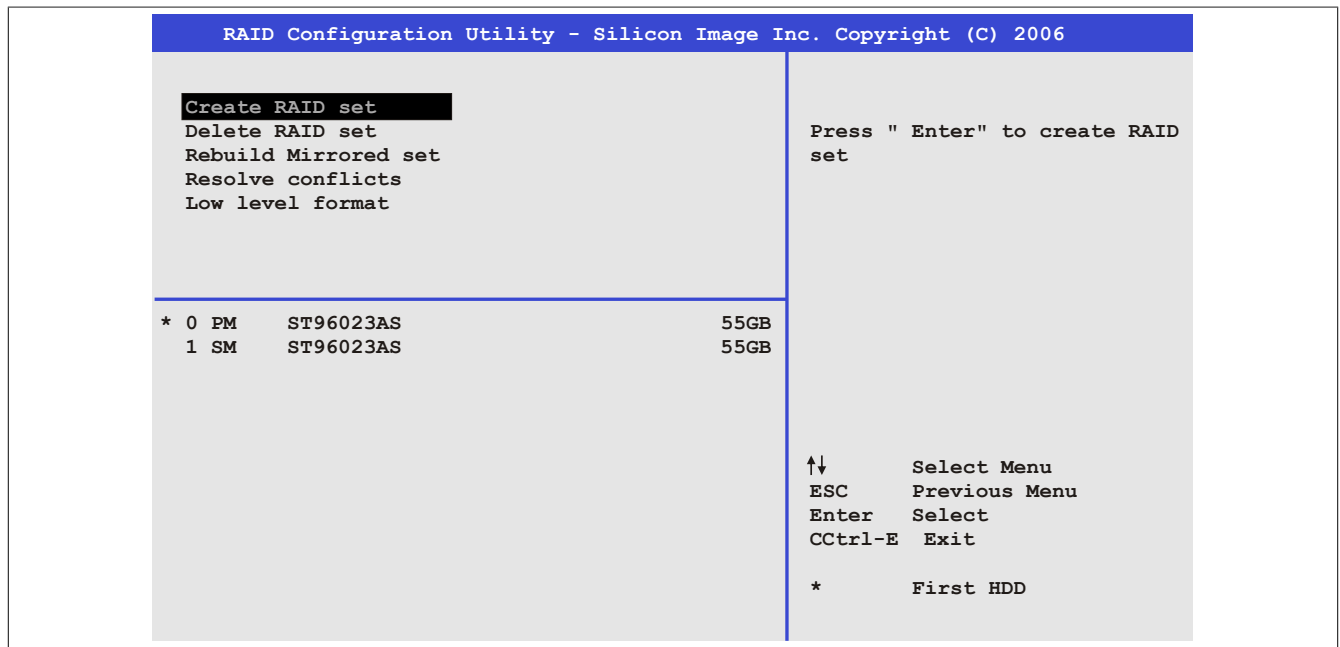 RAID Configuration Utility - Silicon Image Inc. Copyright (C) 2006
Create RAID set
Delete RAID set
Rebuild Mirrored set
Resolve conflicts
Low level format
Press " Enter" to create RAID
set
* 0 PM ST96023AS 55GB
1 SM ST96023AS 55GB
↑↓ Select Menu
ESC Previous Menu
Enter Select
CCtrl-E Exit
* First HDD